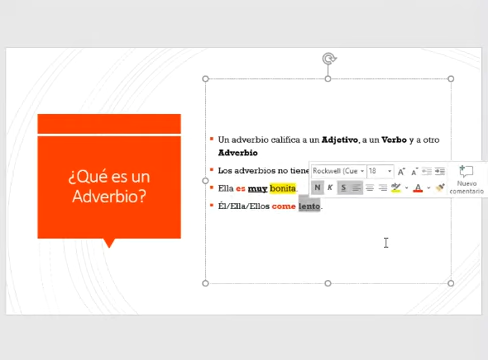 ¿Qué es un
Adverbio?
Un adverbio califica a un Adjetivo, a un Verbo y a otro
Adverbio
Los adverbios no tiene
Ella es muy bonita.
Él/Ella/Ellos come lento.
Rockwell (Cue
18
N K S
Nuevo
comentario